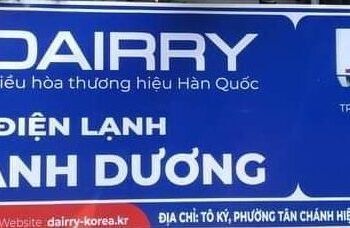 DAIRRY
iều hòa thương hiệu Hàn Quốc
ĐIỆN LẠNH
ANH DƯƠNG
Website : dairry-korea.kr
ĐỊA CHỈ: TÔ KÝ, PHƯỜNG TÂN CHÁNH HIỆ
TR